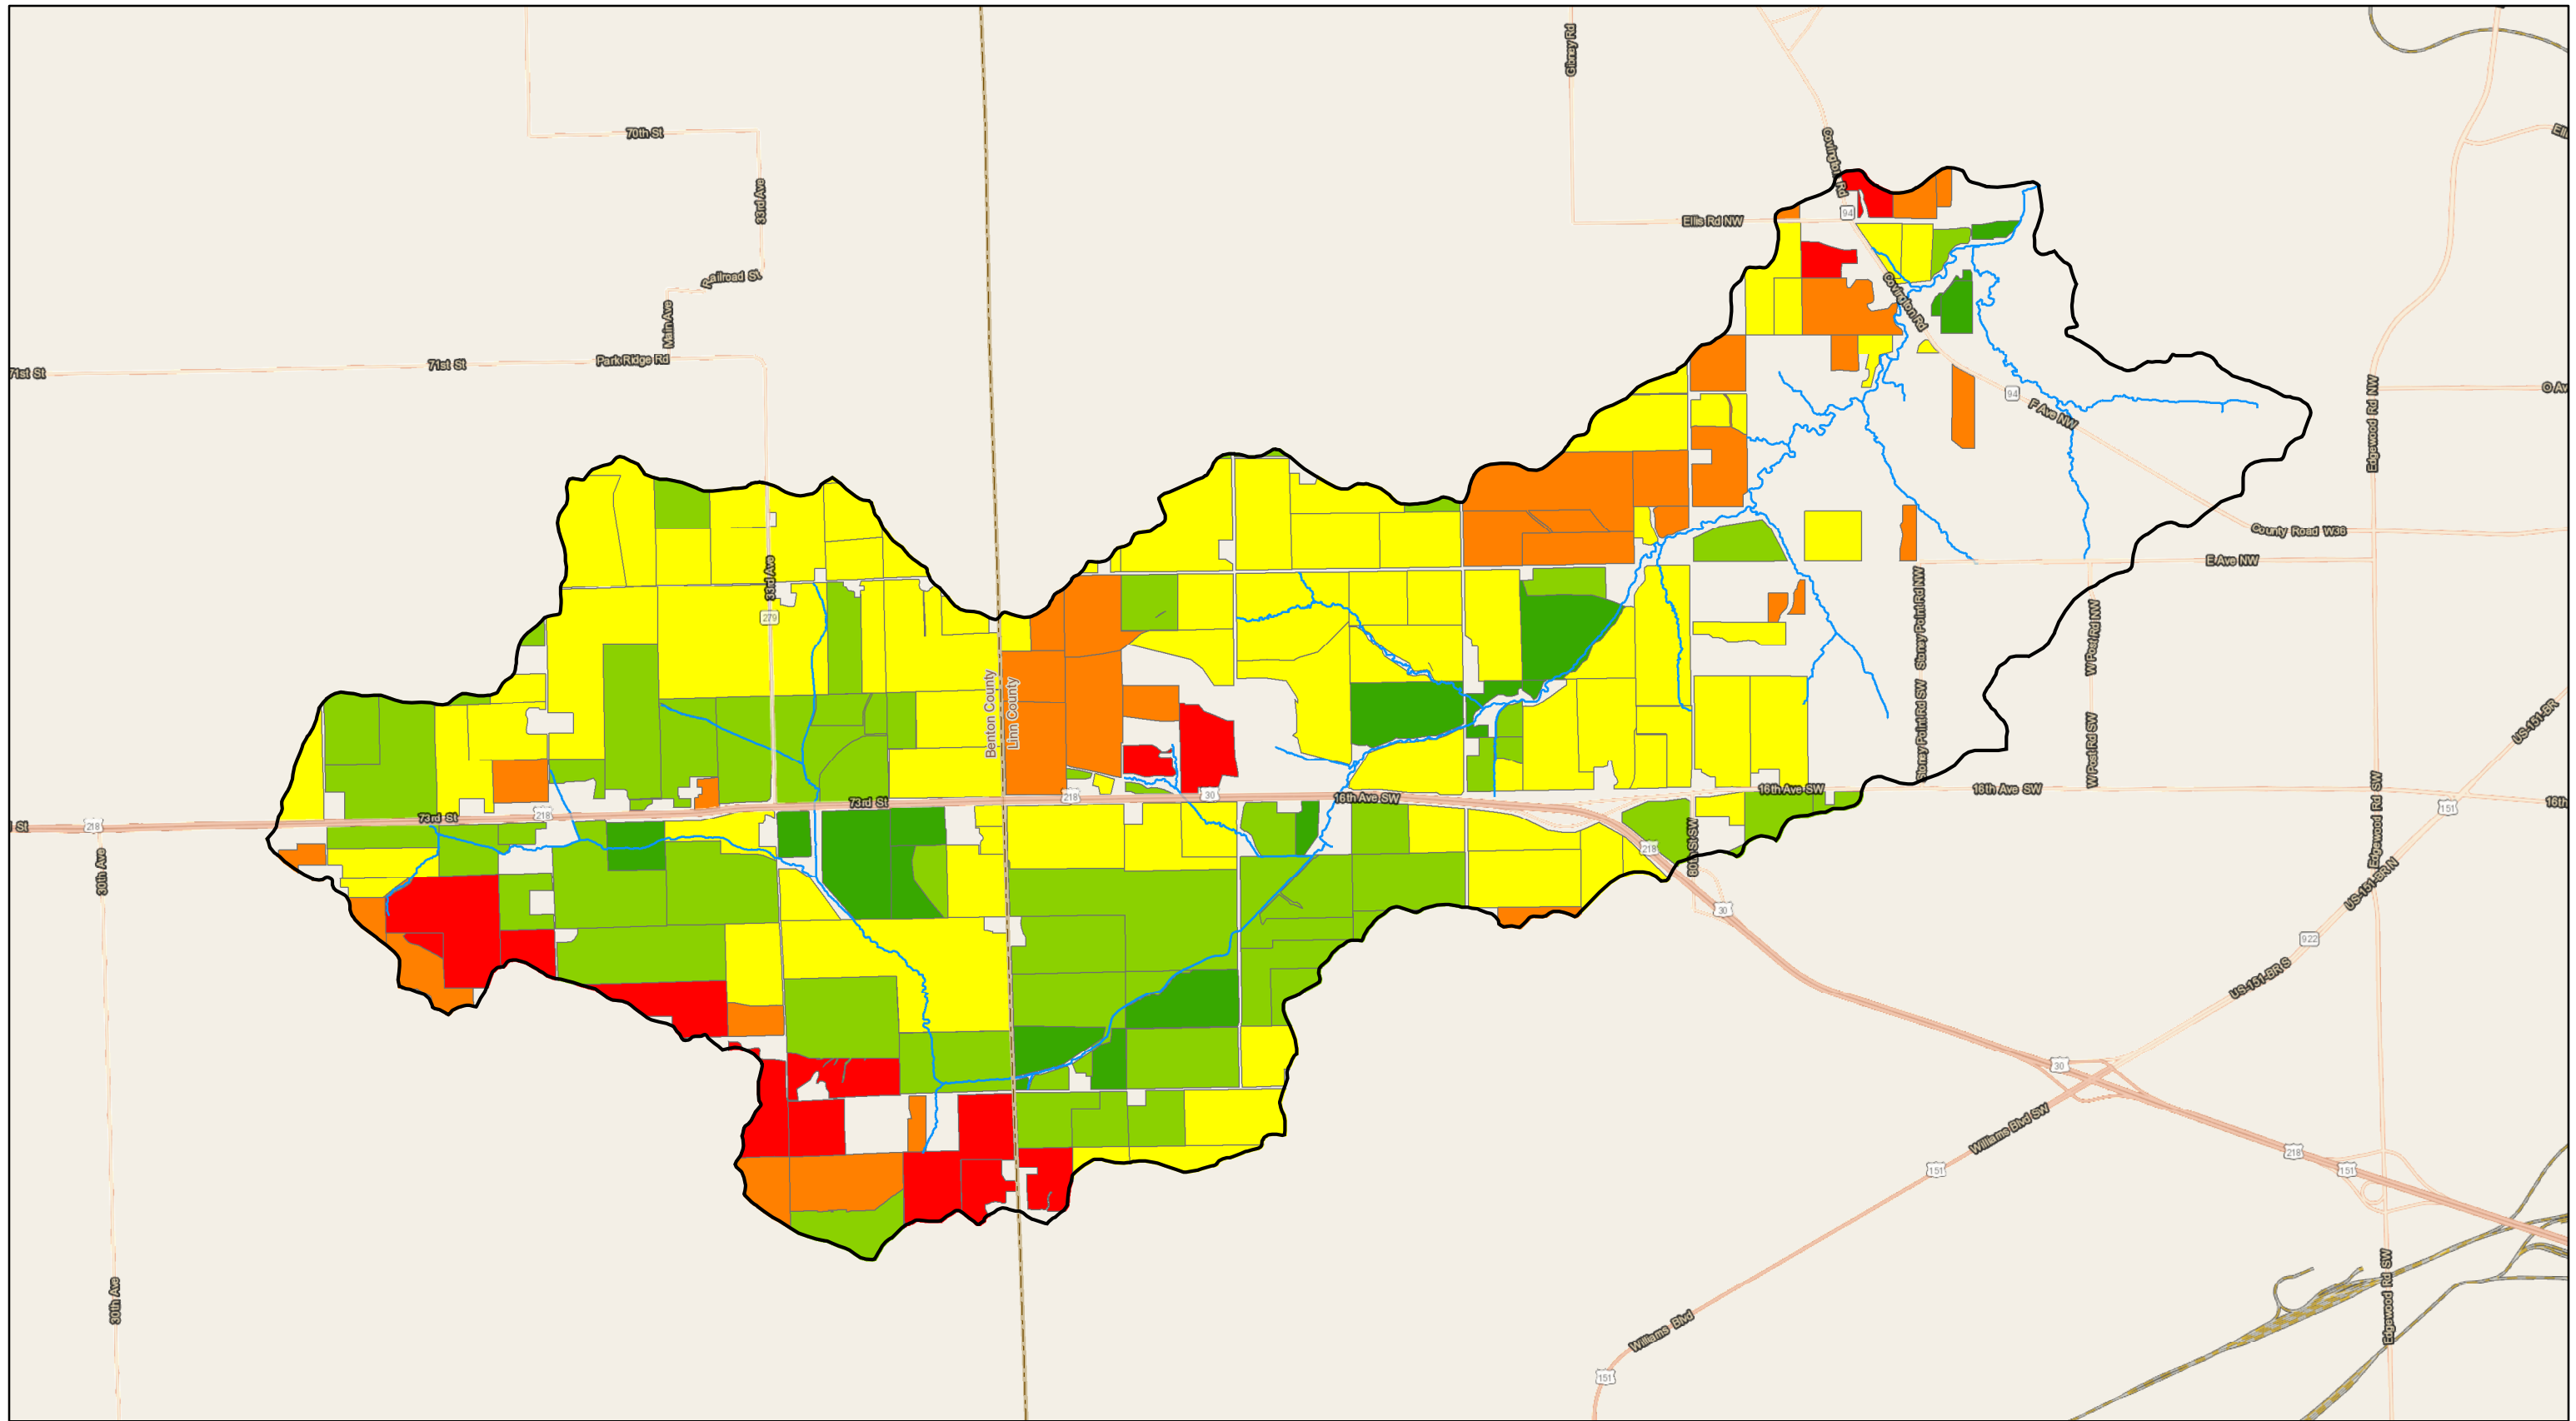 Gibney Rd
Covington Rd
70th St
33rd Ave
94
Ellis Rd NW
Railroad St
Main Ave
Covington Rd
Park Ridge Rd
71st St
71st St
94
F Ave NW
Edgewood Rd NW
County Road W36
E Ave NW
33rd Ave
279
Stoney Point Rd NW
W Post Rd NW
Benton County
Linn County
Stoney Point Rd SW
W Post Rd SW
US-151-BR
218
30
16th Ave SW
16th Ave SW
16th Ave SW
16th
73rd St
218
73rd St
218
St
151
Edgewood Rd SW
218
80th St SW
30th Ave
US-151-BR N
30
922
US-151-BR S
30
Williams Blvd SW
151
218
151
30th Ave
Edgewood Rd SW
Williams Blvd
151